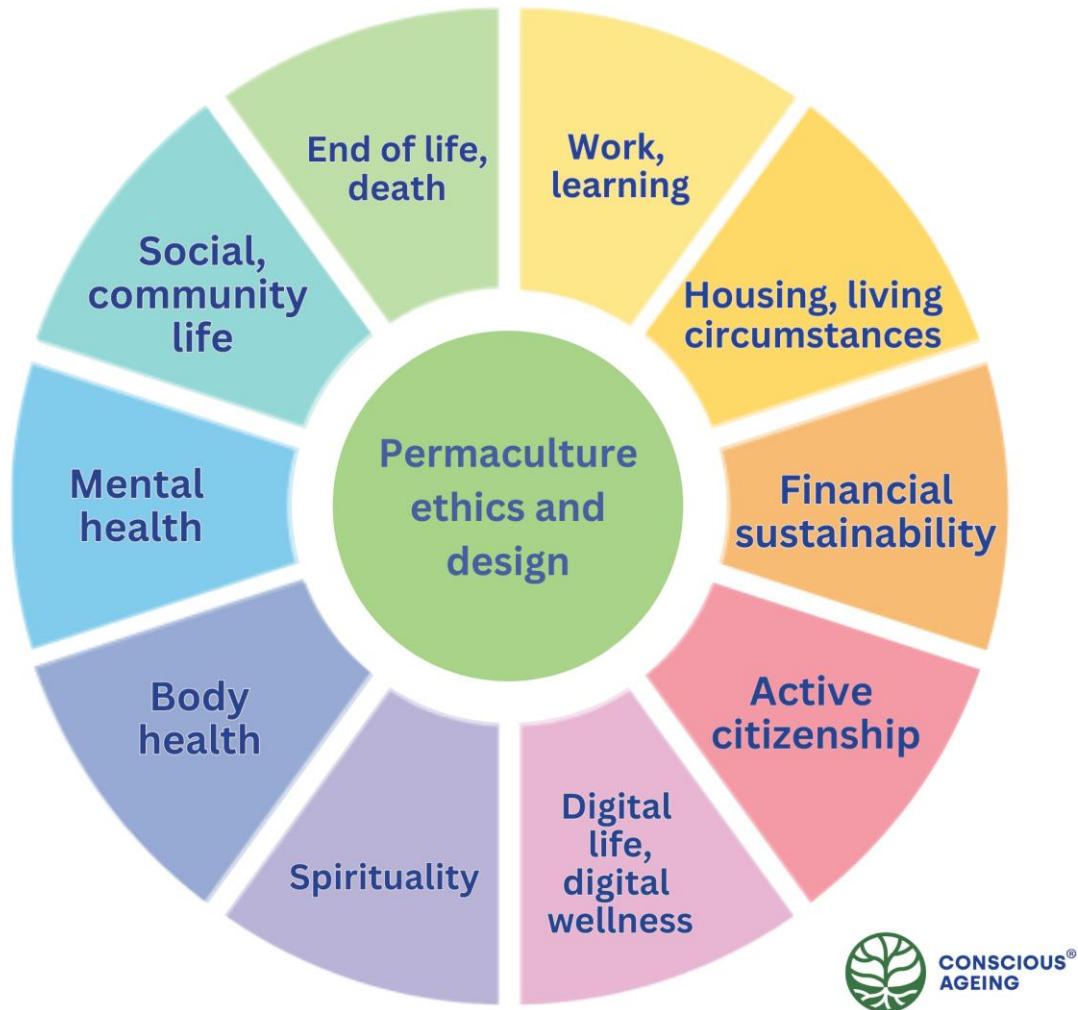 End of life,
death
Work,
learning
Housing, living
circumstances
Financial
sustainability
Active
citizenship
Digital
life,
digital
wellness
Spirituality
Body
health
Mental
health
Social,
community
life
Permaculture
ethics and
design
CONSCIOUS®
AGEING